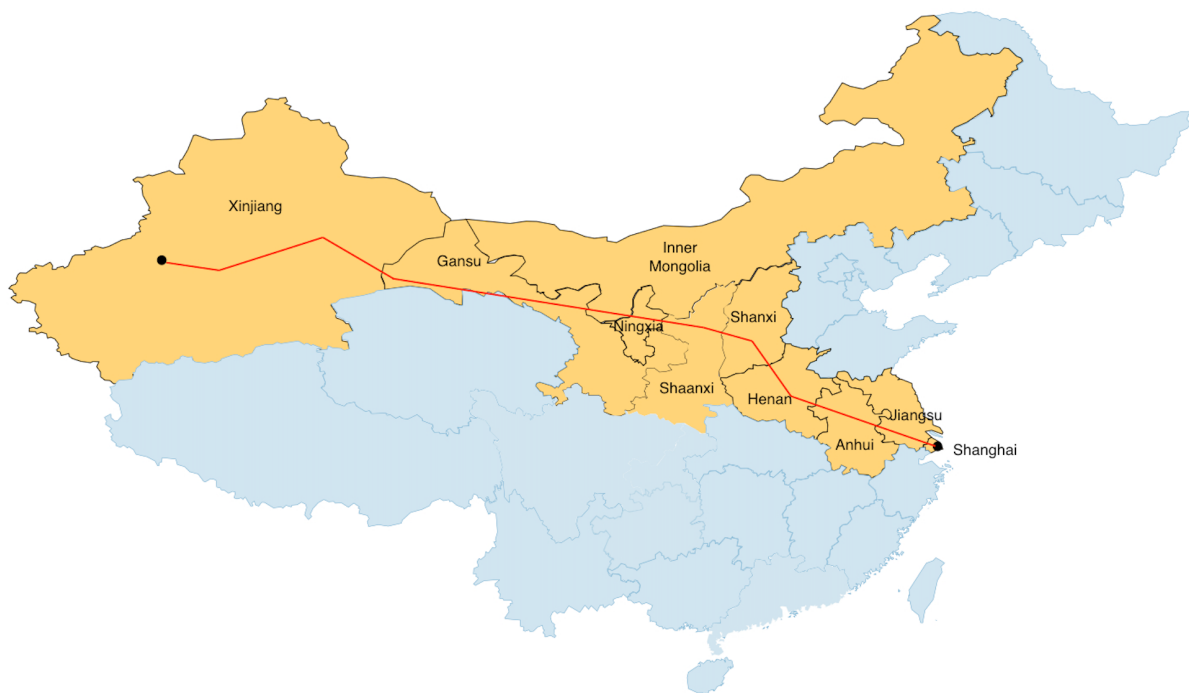 Xinjiang
Gansu
Inner
Mongolia
Ningxia
Shanxi
Shaanxi
Henan
Jiangsu
Anhui
Shanghai